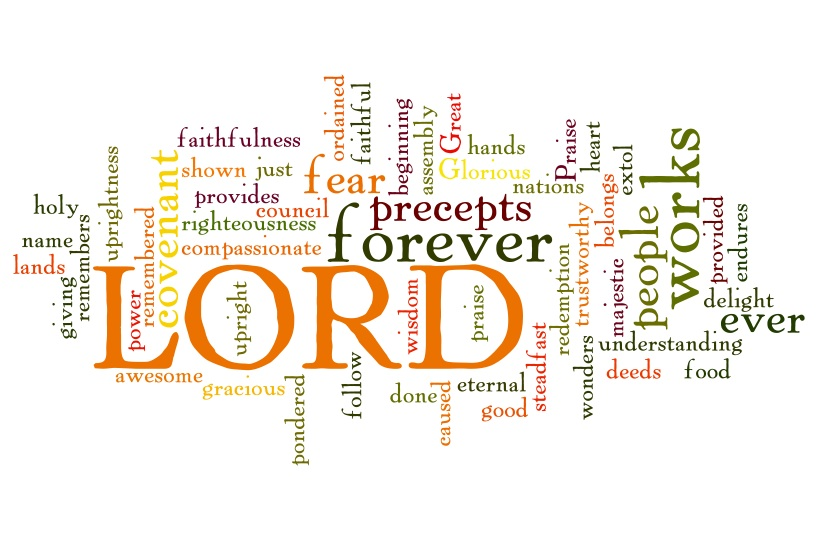 ordained
faithful
beginning
assembly
Great
faithfulness
hands
Praise
heart
extol
works
shown
just
fear
Glorious
nations
belongs
uprightness
covenant
provides
council
precepts
holy
righteousness
forever
people
provided
endures
name
remembers
remembered
compassionate
redemption
trustworthy
majestic
lands
giving
power
LORD
upright
wisdom
praise
delight
ever
awesome
gracious
follow
done
eternal
steadfast
wonders
understanding
deeds
food
pondered
caused
good